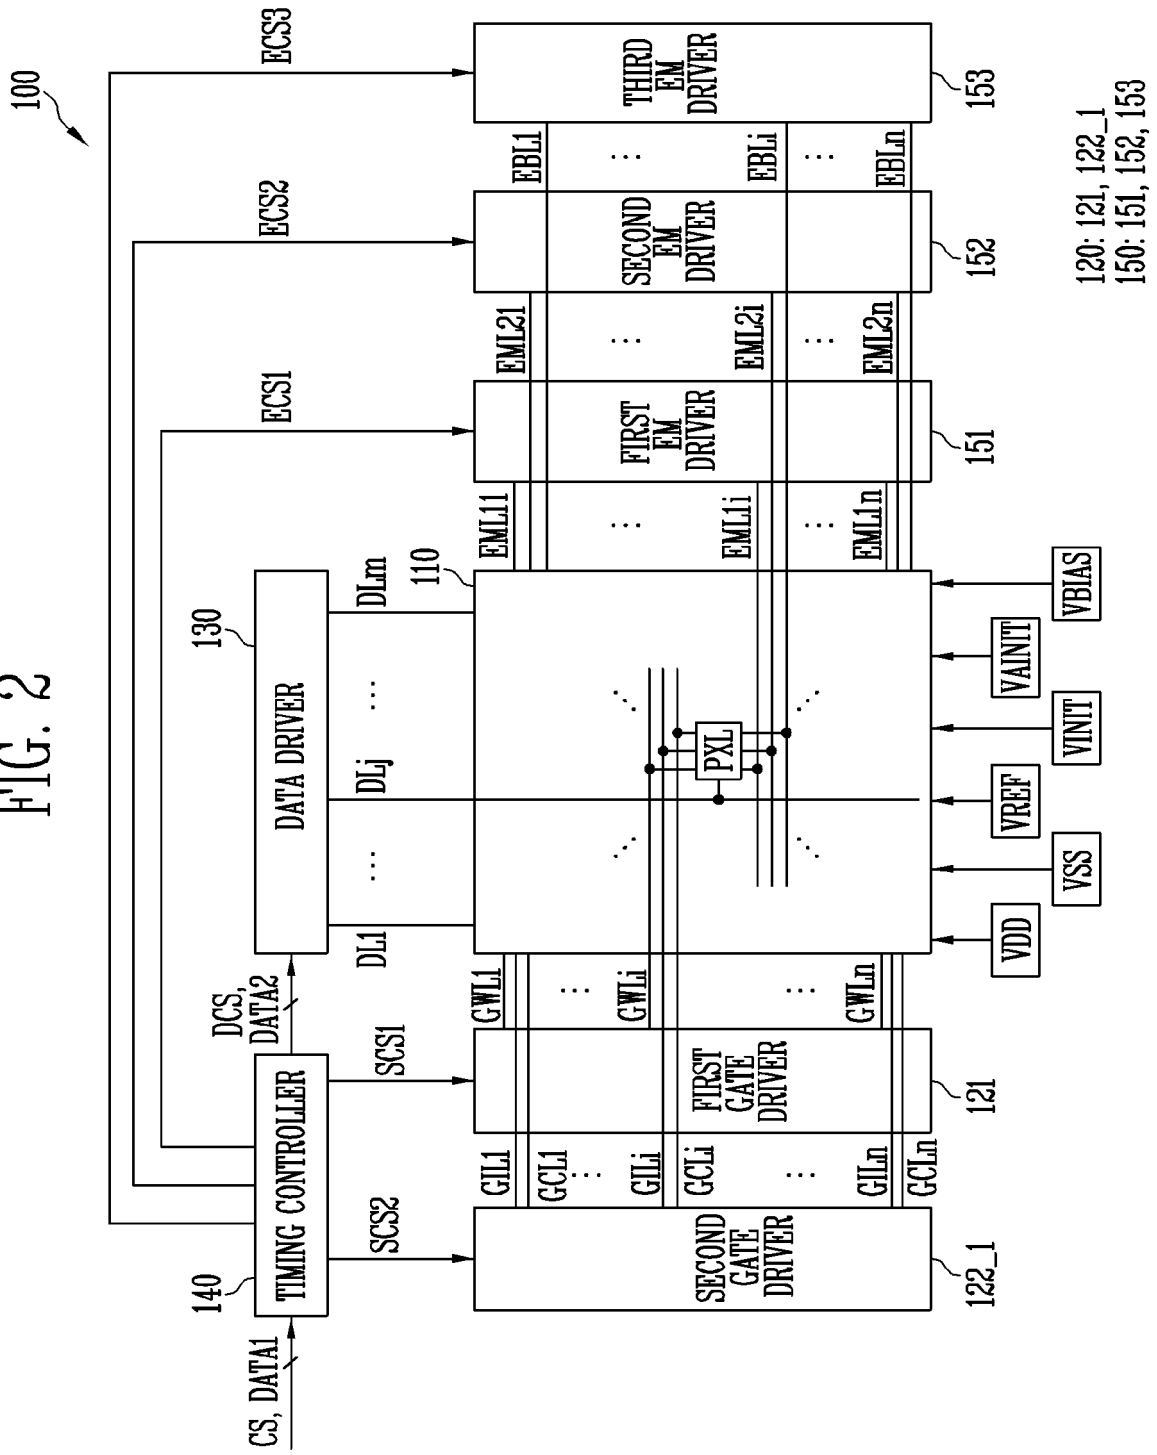 FIG. 2
100
ECS3
ECS2
ECS1
140
TIMING CONTROLLER
CS, DATA1
DCS,
DATA2
130
DATA DRIVER
SCS2
SCS1
DL1
...
DLj
...
DLm
110
SECOND
GATE
DRIVER
122_1
GIL1
GCL1
...
GILi
GCLi
...
GILn
GCLn
FIRST
GATE
DRIVER
121
GWL1
...
GWLi
...
GWLn
PXL
EML11
...
EML1i
...
EML1n
FIRST
EM
DRIVER
151
EML21
...
EML2i
...
EML2n
SECOND
EM
DRIVER
152
EBL1
...
EBLi
...
EBLn
THIRD
EM
DRIVER
153
VDD
VSS
VREF
VINIT
VAINIT
VBIAS
120: 121, 122_1
150: 151, 152, 153